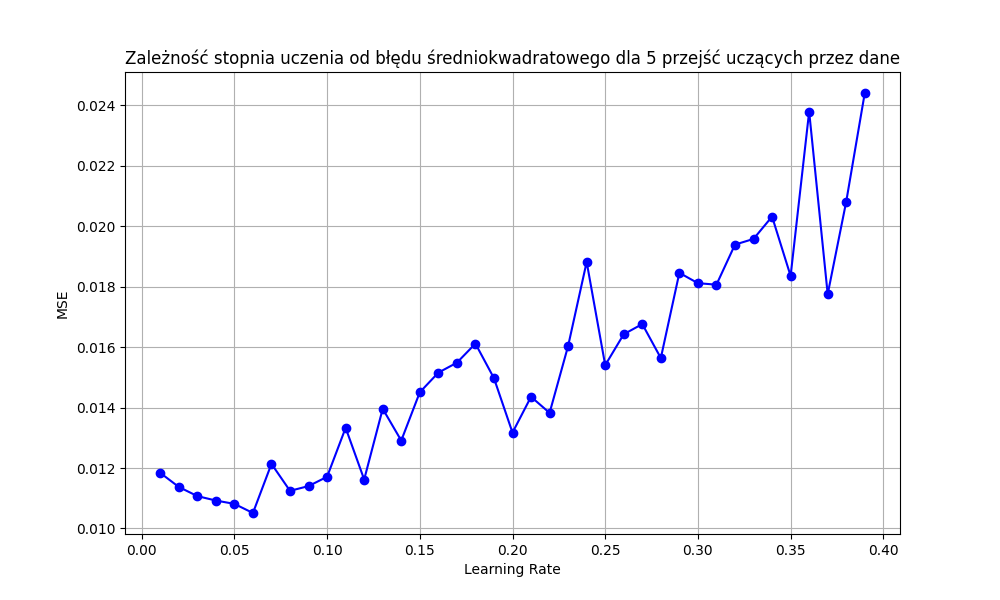 Zależność stopnia uczenia od błędu średniokwadratowego dla 5 przejść uczących przez dane
0.024
0.022
0.020
0.018
0.016
0.014
0.012
0.010
MSE
0.00 0.05 0.10 0.15 0.20 0.25 0.30 0.35 0.40
Learning Rate